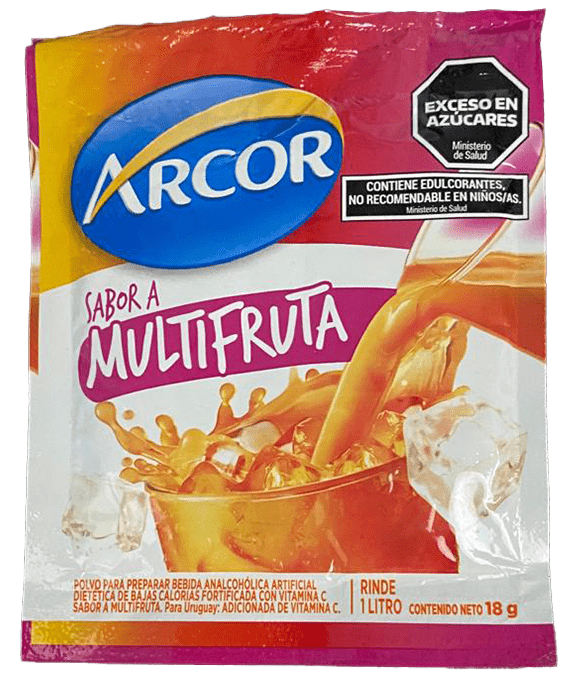 EXCESO EN
AZÚCARES
Ministerio
de Salud
ARCOR
CONTIENE EDULCORANTES,
NO RECOMENDABLE EN NIÑOS/AS.
Ministerio de Salud
SABOR A
MULTIFRUTA
POLVO PARA PREPARAR BEBIDA ANALCOHÓLICA ARTIFICIAL
DIETÉTICA DE BAJAS CALORÍAS FORTIFICADA CON VITAMINA C
SABOR A MULTIFRUTA. Para Uruguay: ADICIONADA DE VITAMINA C.
RINDE
1 LITRO CONTENIDO NETO 18 g